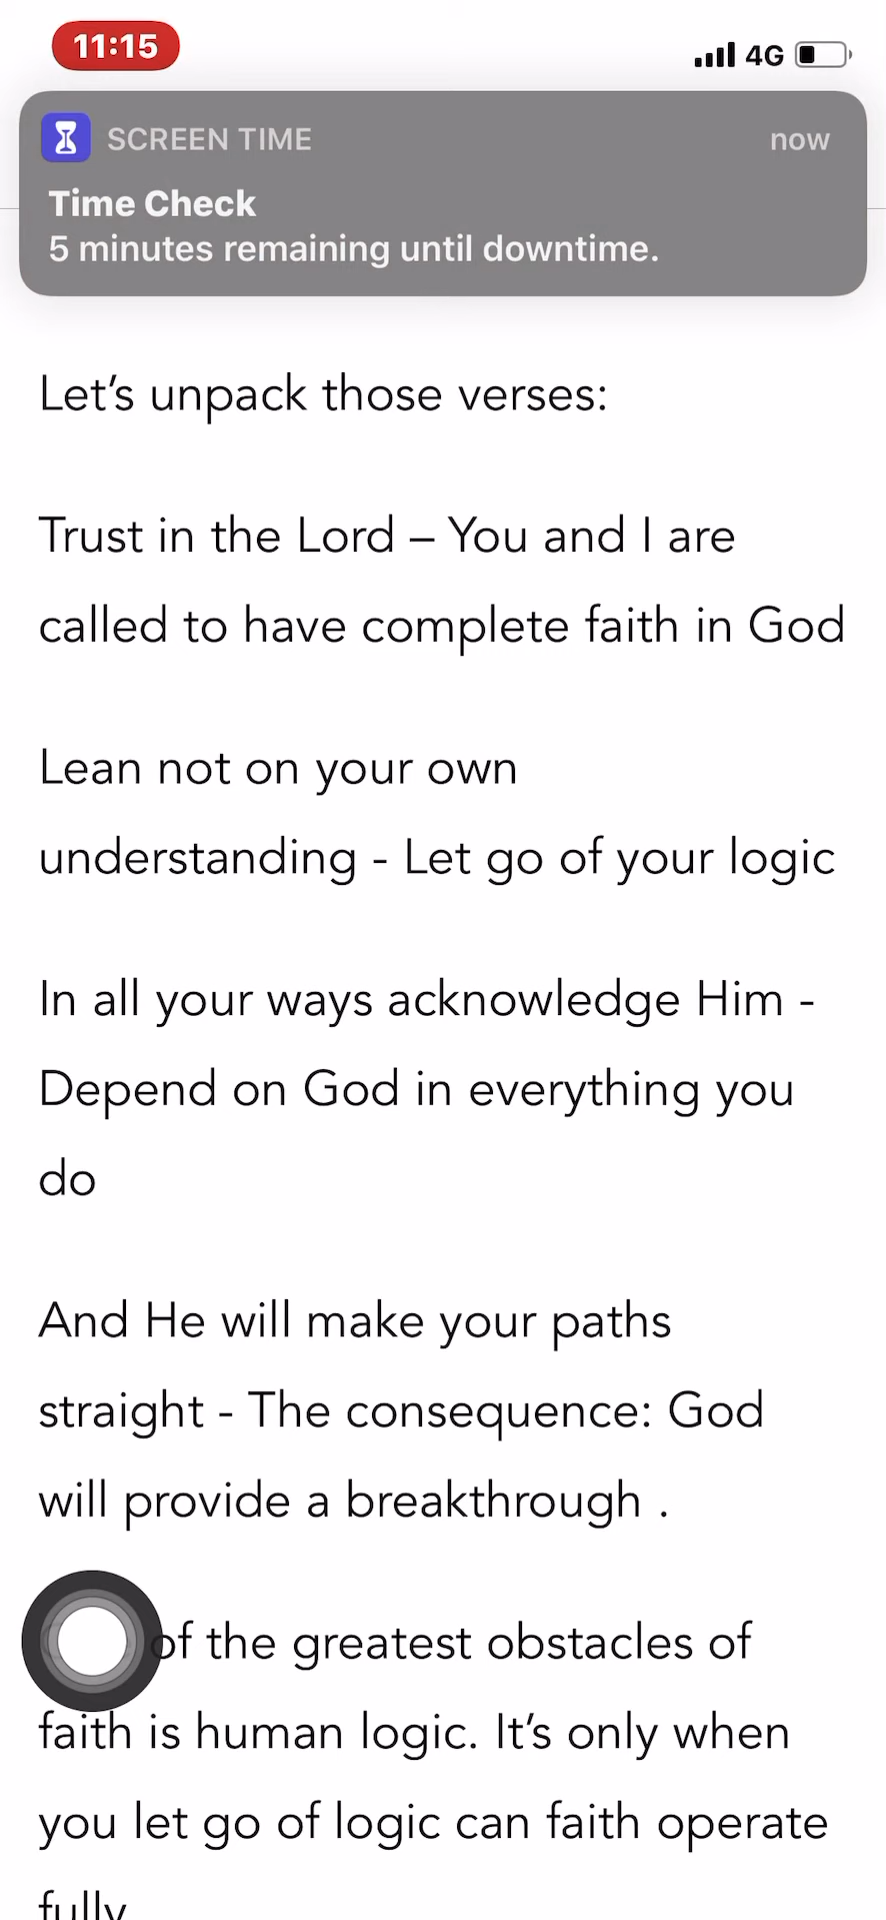 11:15
4G
SCREEN TIME
now
Time Check
5 minutes remaining until downtime.
Let’s unpack those verses:
Trust in the Lord – You and I are
called to have complete faith in God
Lean not on your own
understanding - Let go of your logic
In all your ways acknowledge Him -
Depend on God in everything you
do
And He will make your paths
straight - The consequence: God
will provide a breakthrough .
of the greatest obstacles of
faith is human logic. It’s only when
you let go of logic can faith operate
fully